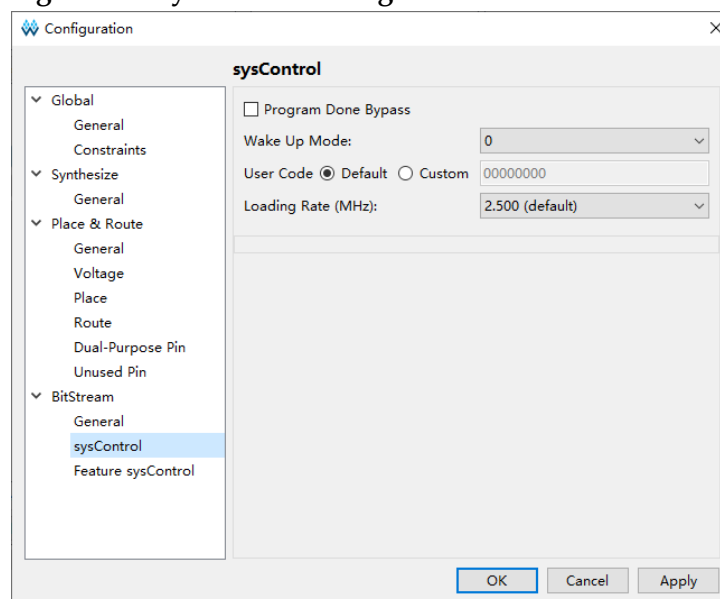 Configuration
sysControl
Global
General
Constraints
Synthesize
General
Place & Route
General
Voltage
Place
Route
Dual-Purpose Pin
Unused Pin
BitStream
General
sysControl
Feature sysControl
Program Done Bypass
Wake Up Mode: 0
User Code Default Custom 00000000
Loading Rate (MHz): 2.500 (default)
OK Cancel Apply